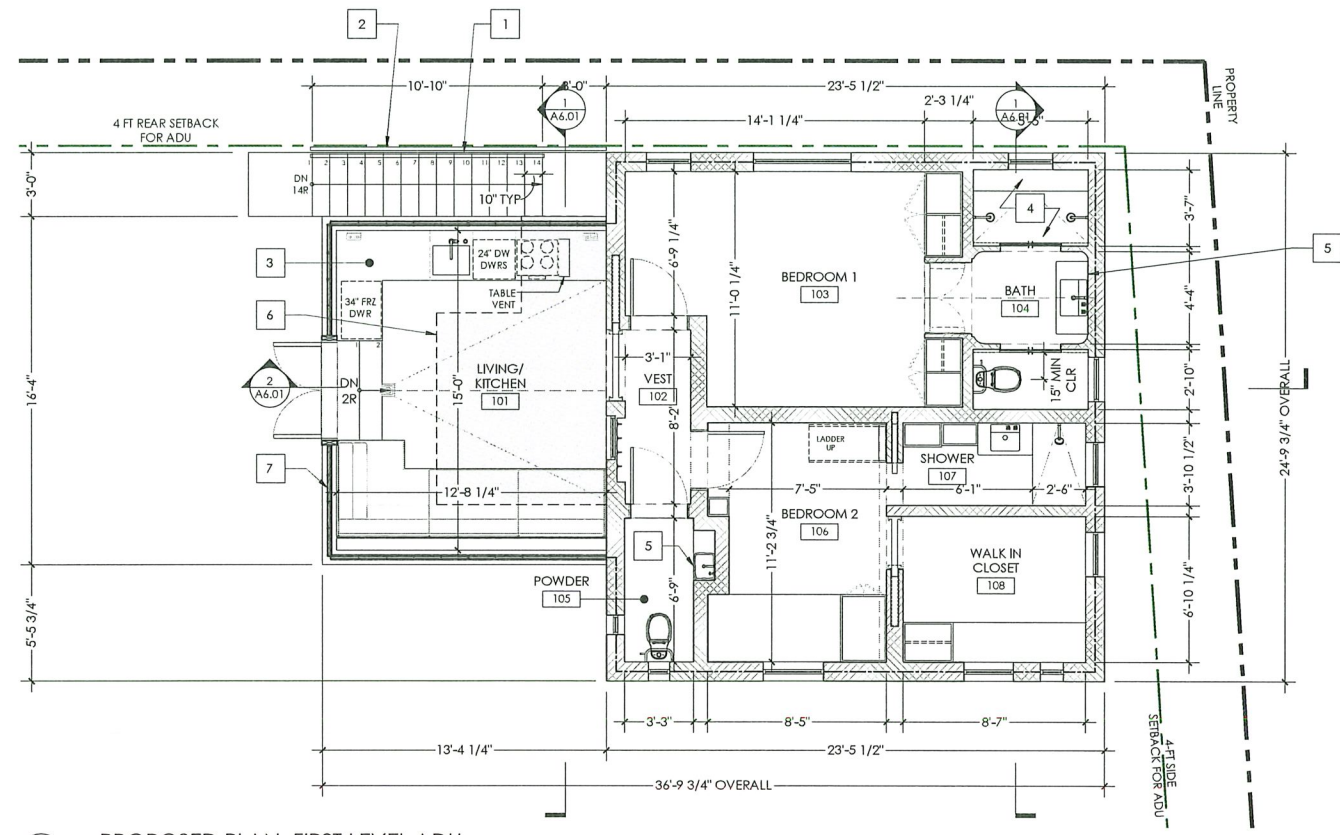 2
1
PROPERTY
LINE
10'-10"
3'-0"
23'-5 1/2"
1
A6.01
2'-3 1/4"
1
A6.01
14'-1 1/4"
4 FT REAR SETBACK
FOR ADU
3'-0"
1
2
3
4
5
6
7
8
9
10
11
12
13
14
DN
14R
10" TYP
3'-7"
4
3
24" DW
DWRS
6'-9 1/4"
5
BEDROOM 1
103
11'-0 1/4"
BATH
104
4'-4"
TABLE
VENT
34" FRZ
DWR
6
1
2
LIVING/
KITCHEN
101
15'-0"
3'-1"
VEST
102
2
A6.01
DN
2R
15" MIN
CLR
2'-10"
16'-4"
8'-2"
24'-9 3/4" OVERALL
LADDER
UP
SHOWER
107
3'-10 1/2"
7
12'-8 1/4"
7'-5"
6'-1"
2'-6"
BEDROOM 2
106
11'-2 3/4"
5
WALK IN
CLOSET
108
POWDER
105
6'-9"
6'-10 1/4"
5'-5 3/4"
3'-3"
8'-5"
8'-7"
4-FT SIDE
SETBACK FOR ADU
13'-4 1/4"
23'-5 1/2"
36'-9 3/4" OVERALL